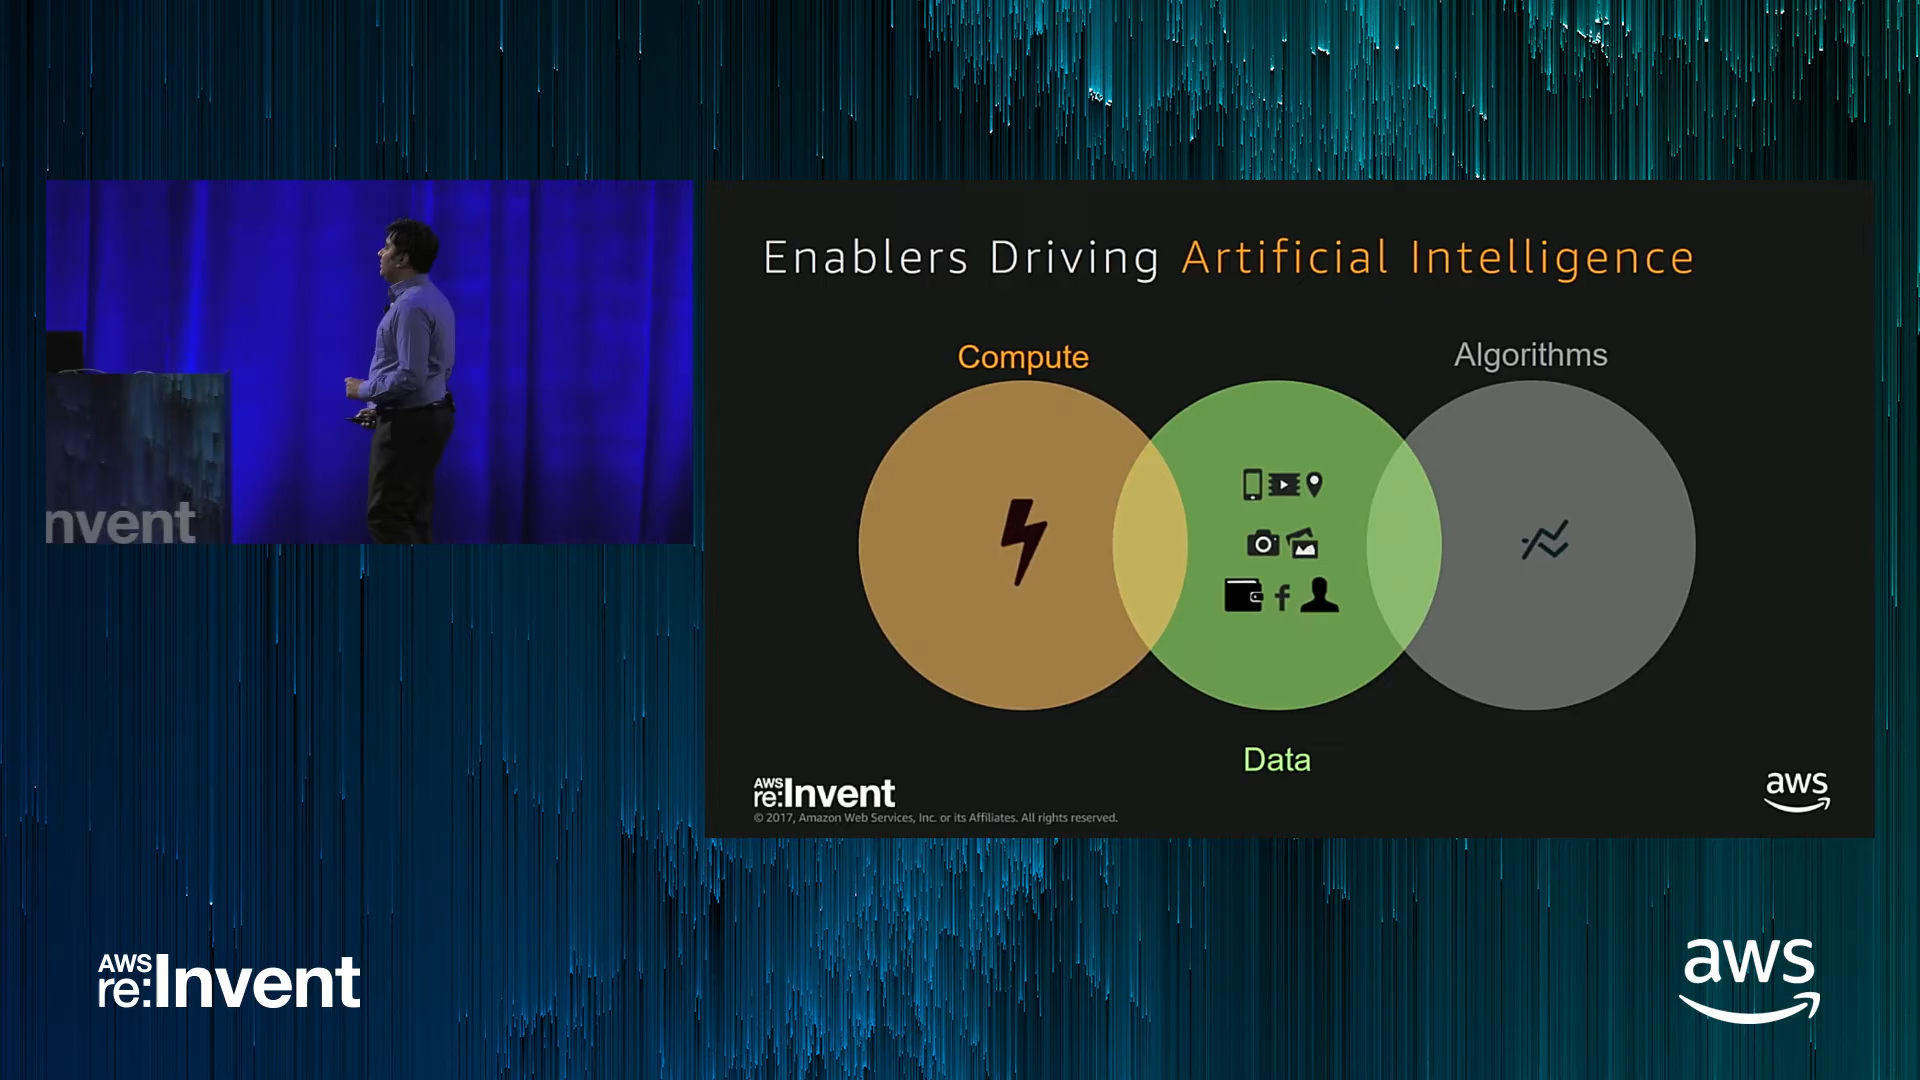 Enablers Driving Artificial Intelligence
Compute
Algorithms
Data
AWS
re:Invent
© 2017, Amazon Web Services, Inc. or its Affiliates. All rights reserved.
aws
nvent
AWS
re:Invent
aws